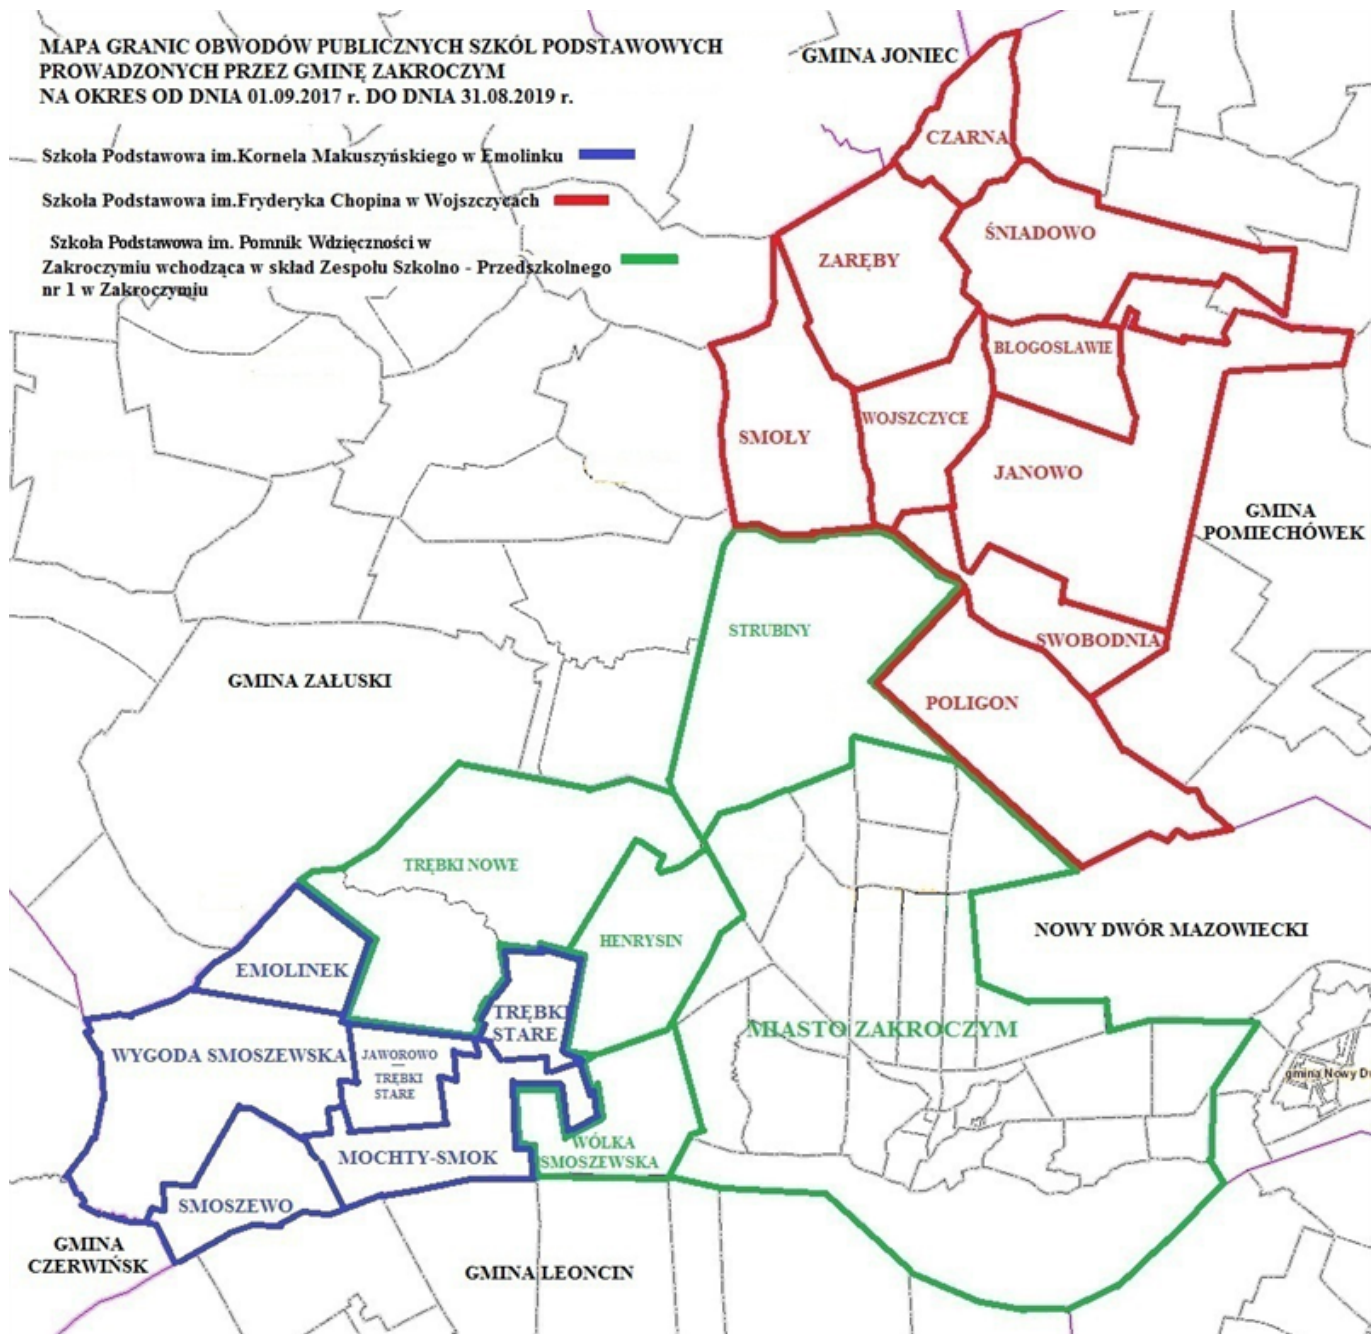 MAPA GRANIC OBWODÓW PUBLICZNYCH SZKÓL PODSTAWOWYCH
PROWADZONYCH PRZEZ GMINĘ ZAKROCZYM
NA OKRES OD DNIA 01.09.2017 r. DO DNIA 31.08.2019 r.
Szkoła Podstawowa im.Kornela Makuszyńskiego w Emolinku
Szkoła Podstawowa im.Fryderyka Chopina w Wojszczycach
Szkoła Podstawowa im. Pomnik Wdzięczności w
Zakroczymiu wchodząca w skład Zespołu Szkolno - Przedszkolnego
nr 1 w Zakroczymiu
GMINA JONIEC
CZARNA
ŚNIADOWO
ZARĘBY
BŁOGOSŁAWIE
WOJSZCZYCE
SMOŁY
JANOWO
GMINA
POMIECHÓWEK
STRUBINY
SWOBODNIA
GMINA ZAŁUSKI
POLIGON
TRĘBKI NOWE
HENRYSIN
NOWY DWÓR MAZOWIECKI
EMOLINEK
TRĘBKI
STARE
MIASTO ZAKROCZYM
WYGODA SMOSZEWSKA
JAWOROWO
—
TRĘBKI
STARE
gmina Nowy Dw
MOCHTY-SMOK
WÓLKA
SMOSZEWSKA
SMOSZEWO
GMINA
CZERWIŃSK
GMINA LEONCIN